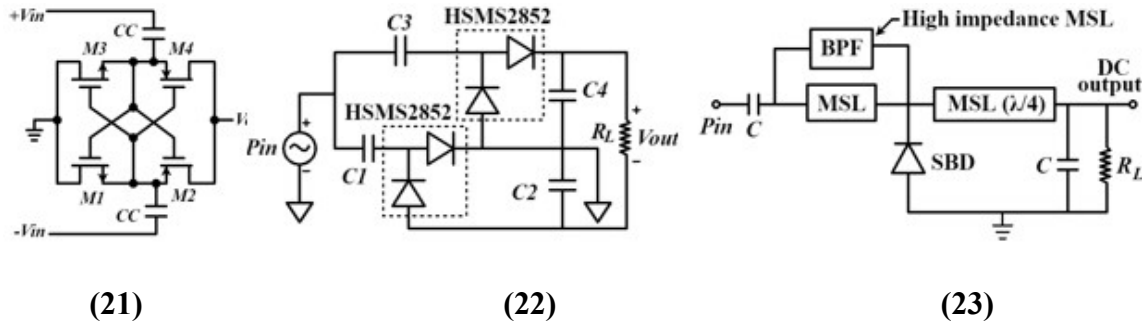 +Vin
CC
M3
M4
M1
M2
CC
-Vin
(21)
HSMS2852
C3
HSMS2852
C4
Pin
+
−
C1
C2
RL
+
Vout
−
(22)
High impedance MSL
BPF
DC
output
MSL
MSL (λ/4)
Pin
C
SBD
C
RL
(23)